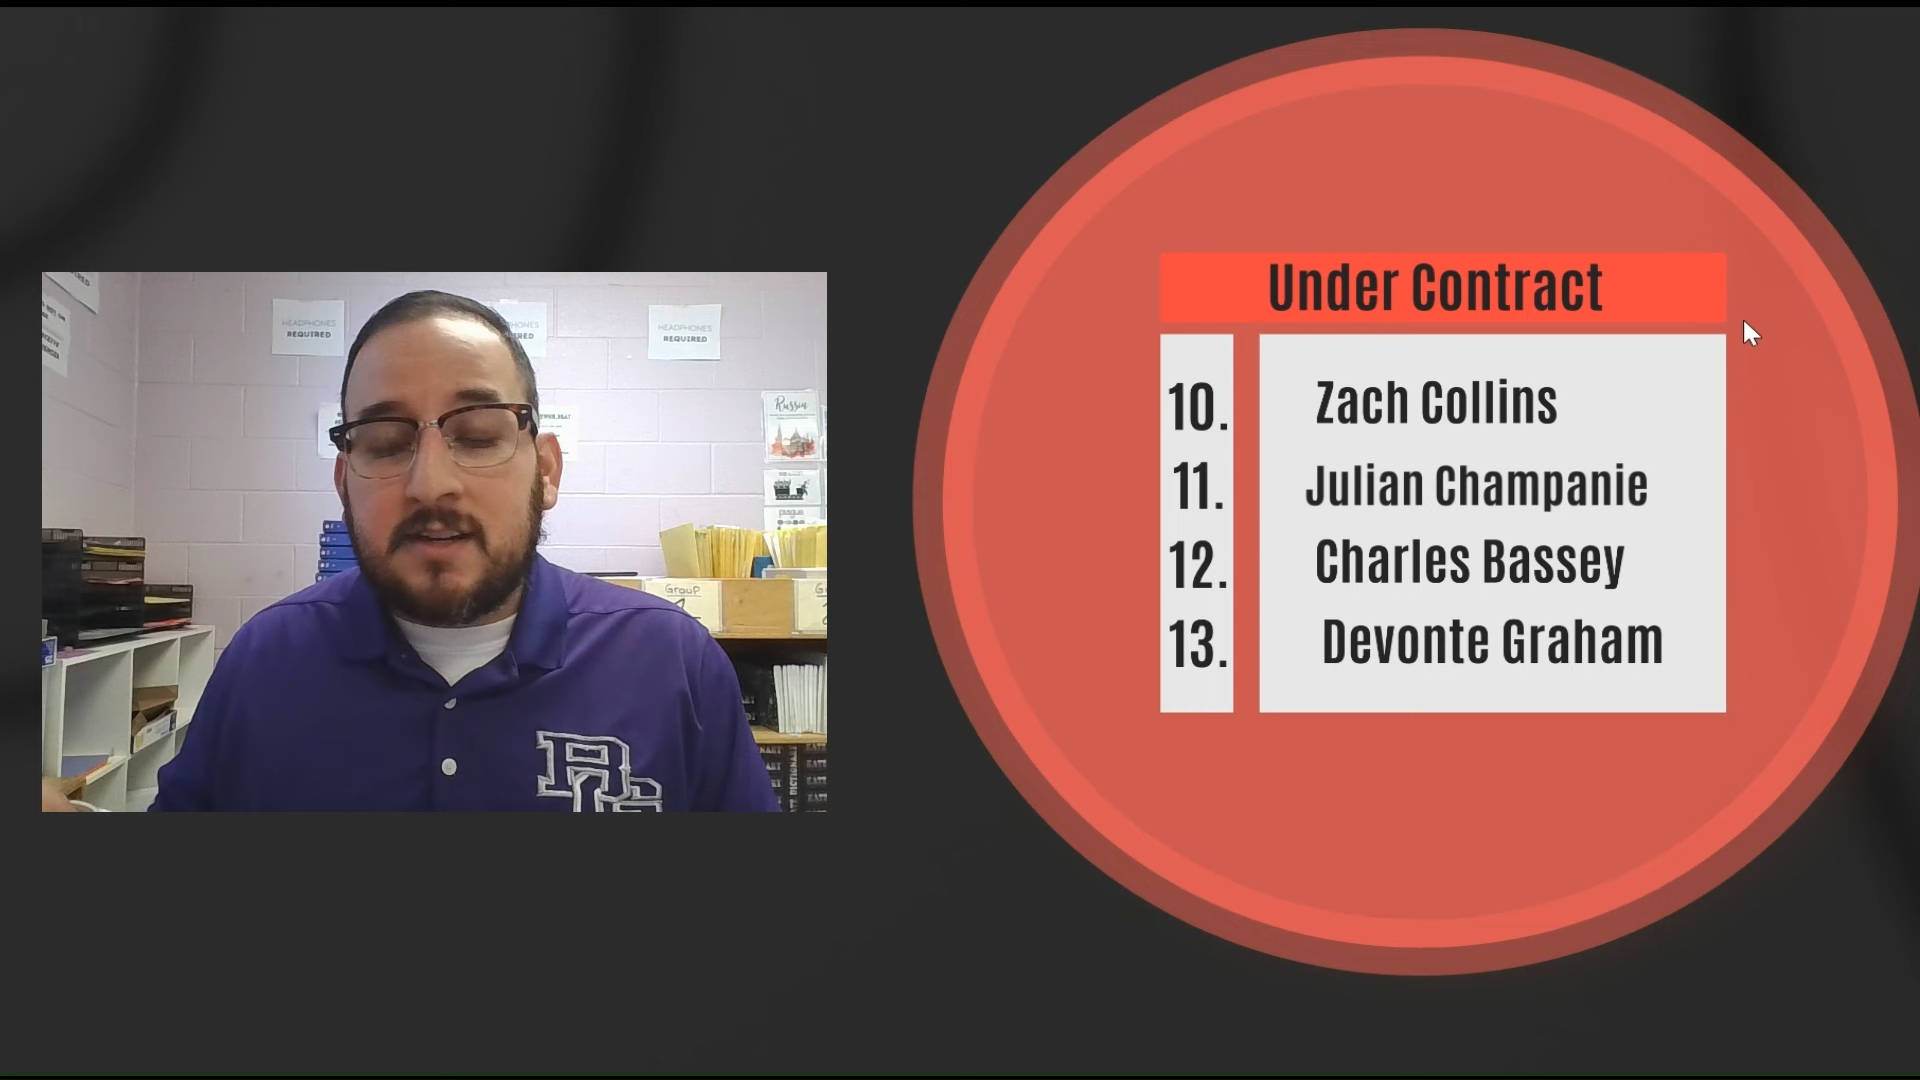 Under Contract
10. Zach Collins
11. Julian Champanie
12. Charles Bassey
13. Devonte Graham
HEADPHONES
REQUIRED
HEADPHONES
REQUIRED
Russia
plague
Group